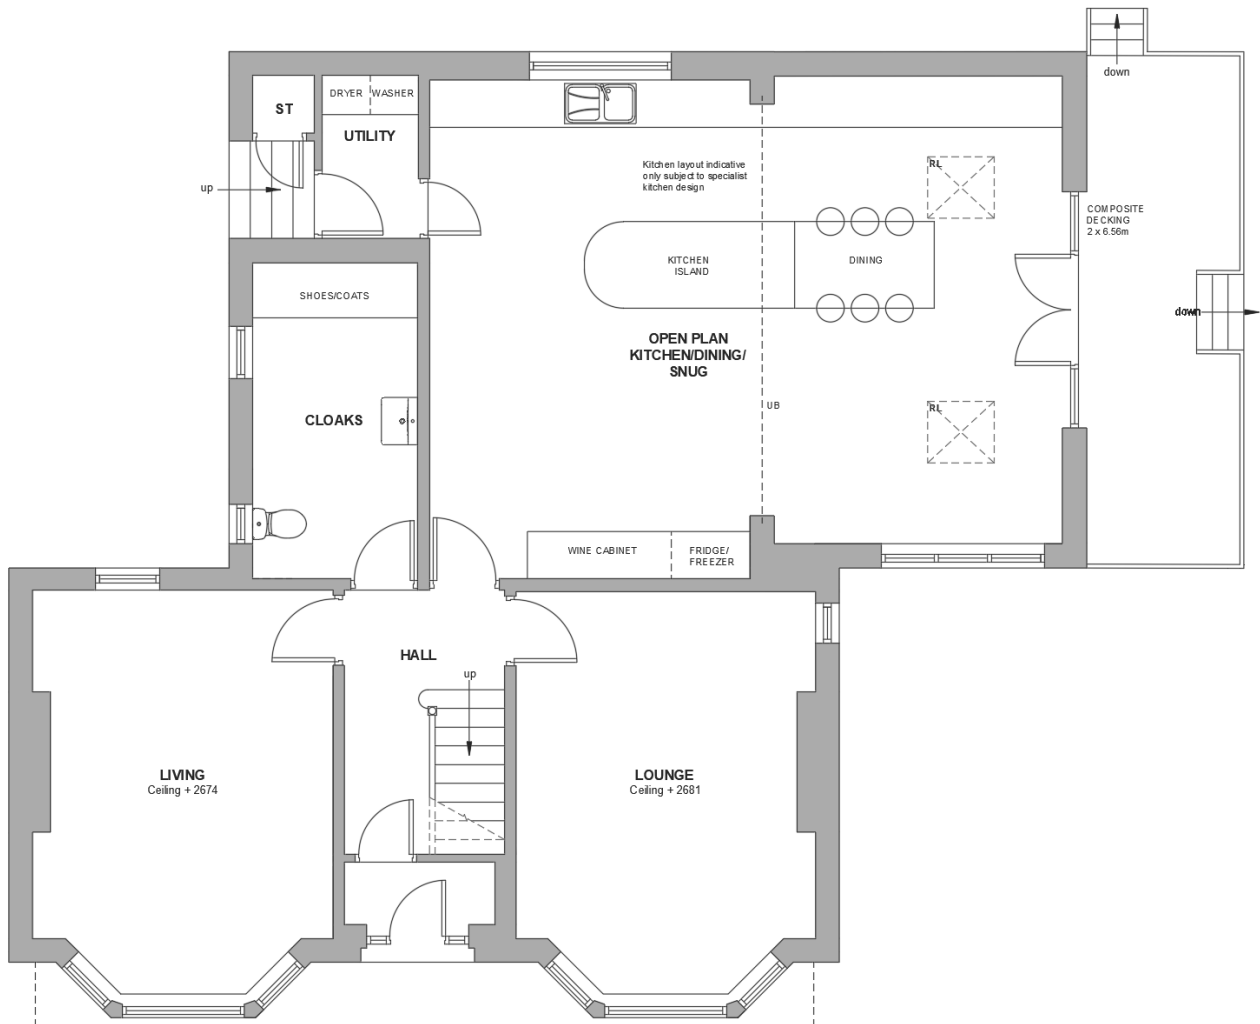 down
DRYER WASHER
ST
UTILITY
up
Kitchen layout indicative
only subject to specialist
kitchen design
RL
COMPOSITE
DECKING
2 x 6.56m
KITCHEN
ISLAND
DINING
SHOES/COATS
down
OPEN PLAN
KITCHEN/DINING/
SNUG
CLOAKS
UB
RL
WINE CABINET
FRIDGE/
FREEZER
HALL
up
LIVING
Ceiling + 2674
LOUNGE
Ceiling + 2681